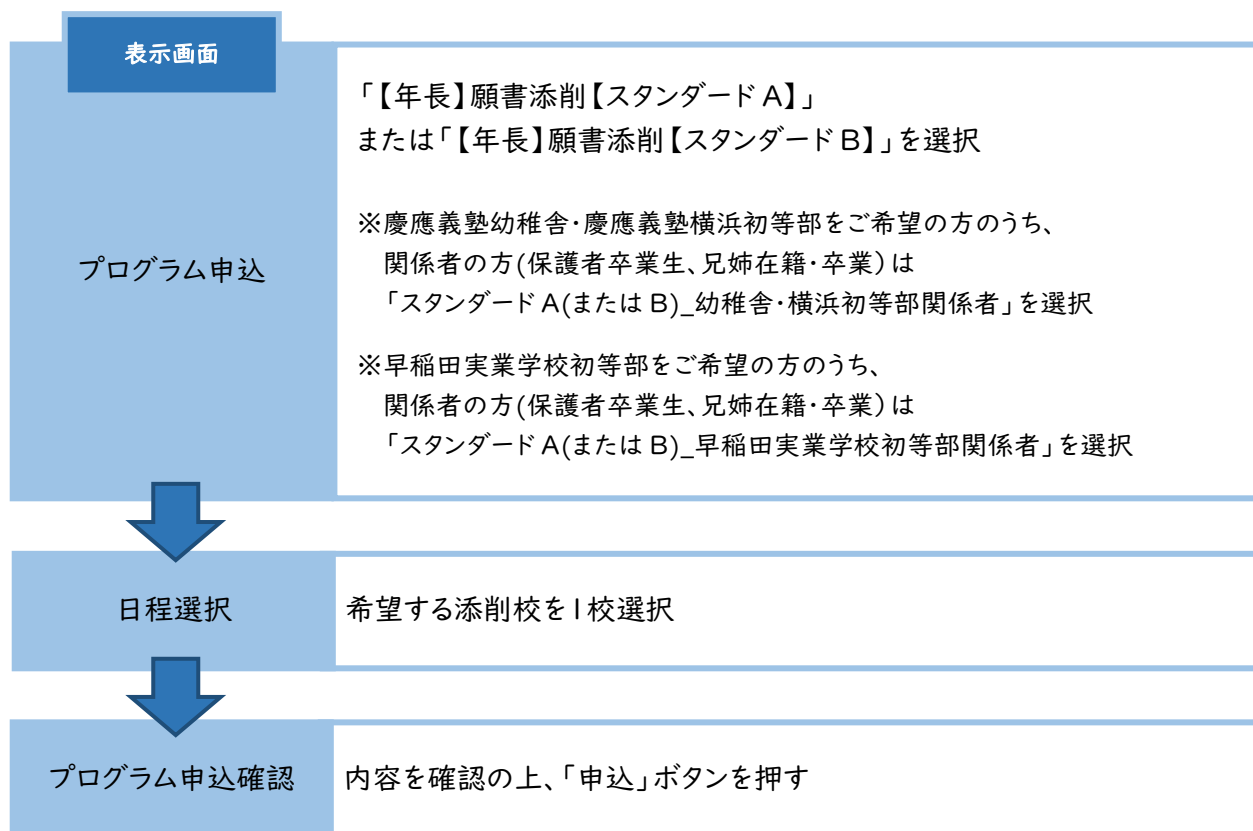 表示画面
プログラム申込
「【年長】願書添削【スタンダードA】」
または「【年長】願書添削【スタンダードB】」を選択
※慶應義塾幼稚舎・慶應義塾横浜初等部をご希望の方のうち、
関係者の方(保護者卒業生、兄姉在籍・卒業)は
「スタンダードA(またはB)_幼稚舎・横浜初等部関係者」を選択
※早稲田実業学校初等部をご希望の方のうち、
関係者の方(保護者卒業生、兄姉在籍・卒業)は
「スタンダードA(またはB)_早稲田実業学校初等部関係者」を選択
日程選択
希望する添削校を1校選択
プログラム申込確認
内容を確認の上、「申込」ボタンを押す